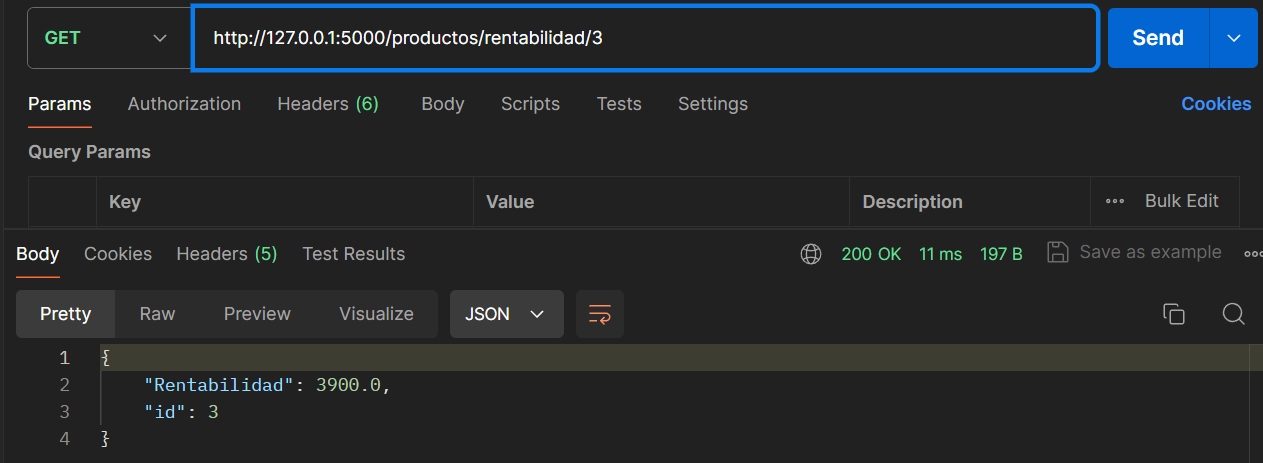 GET http://127.0.0.1:5000/productos/rentabilidad/3 Send
Params Authorization Headers (6) Body Scripts Tests Settings Cookies
Query Params
Key Value Description Bulk Edit
Body Cookies Headers (5) Test Results 200 OK 11 ms 197 B Save as example
Pretty Raw Preview Visualize JSON
1 {
2 "Rentabilidad": 3900.0,
3 "id": 3
4 }